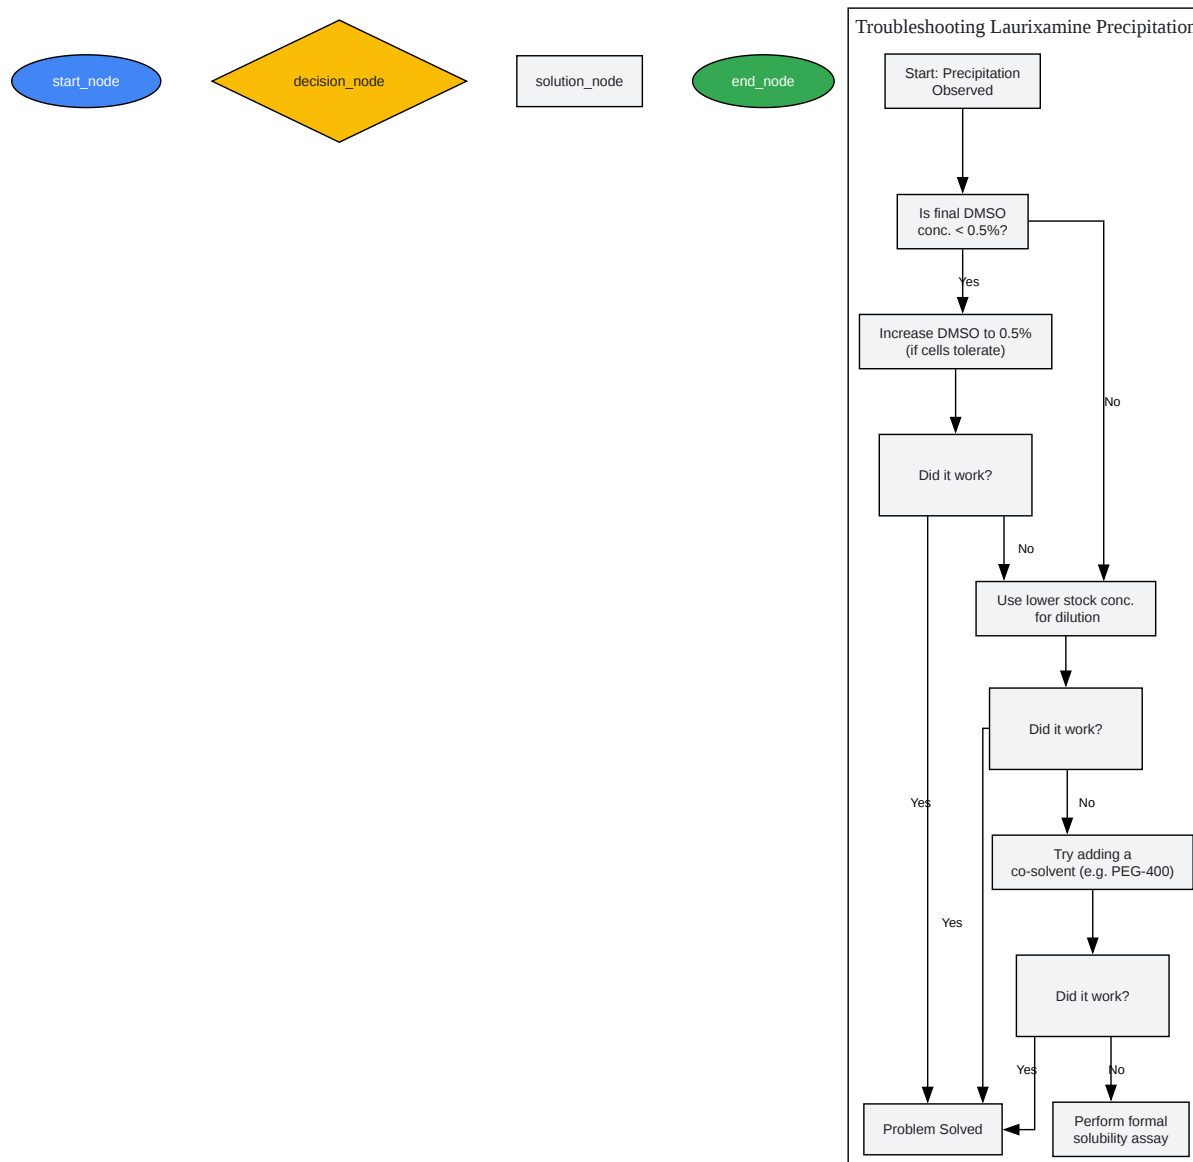 start_node
decision_node
solution_node
end_node
Troubleshooting Laurixamine Precipitation
Start: Precipitation
Observed
Is final DMSO
conc. < 0.5%?
Yes
Increase DMSO to 0.5%
(if cells tolerate)
No
Did it work?
No
Use lower stock conc.
for dilution
Did it work?
Yes
No
Try adding a
co-solvent (e.g. PEG-400)
Yes
Did it work?
Yes
No
Problem Solved
Perform formal
solubility assay